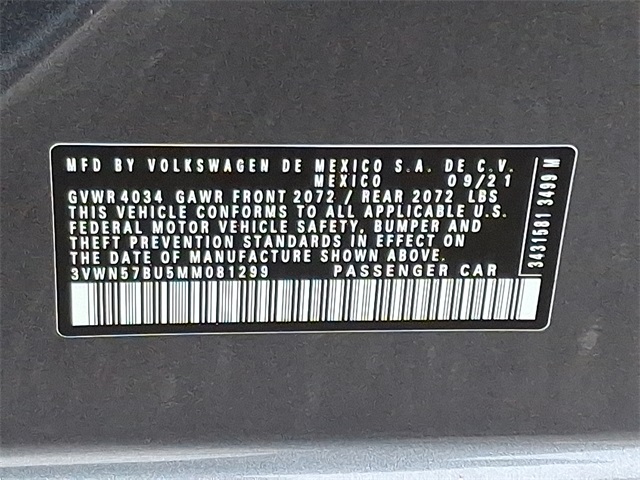 MFD BY VOLKSWAGEN DE MEXICO S.A. DE C.V.
MEXICO 09/21
GVWR 4034 GAWR FRONT 2072 / REAR 2072 LBS
THIS VEHICLE CONFORMS TO ALL APPLICABLE U.S.
FEDERAL MOTOR VEHICLE SAFETY, BUMPER AND
THEFT PREVENTION STANDARDS IN EFFECT ON
THE DATE OF MANUFACTURE SHOWN ABOVE.
3VWN57BU5MM081299 PASSENGER CAR
3431581 3499 M